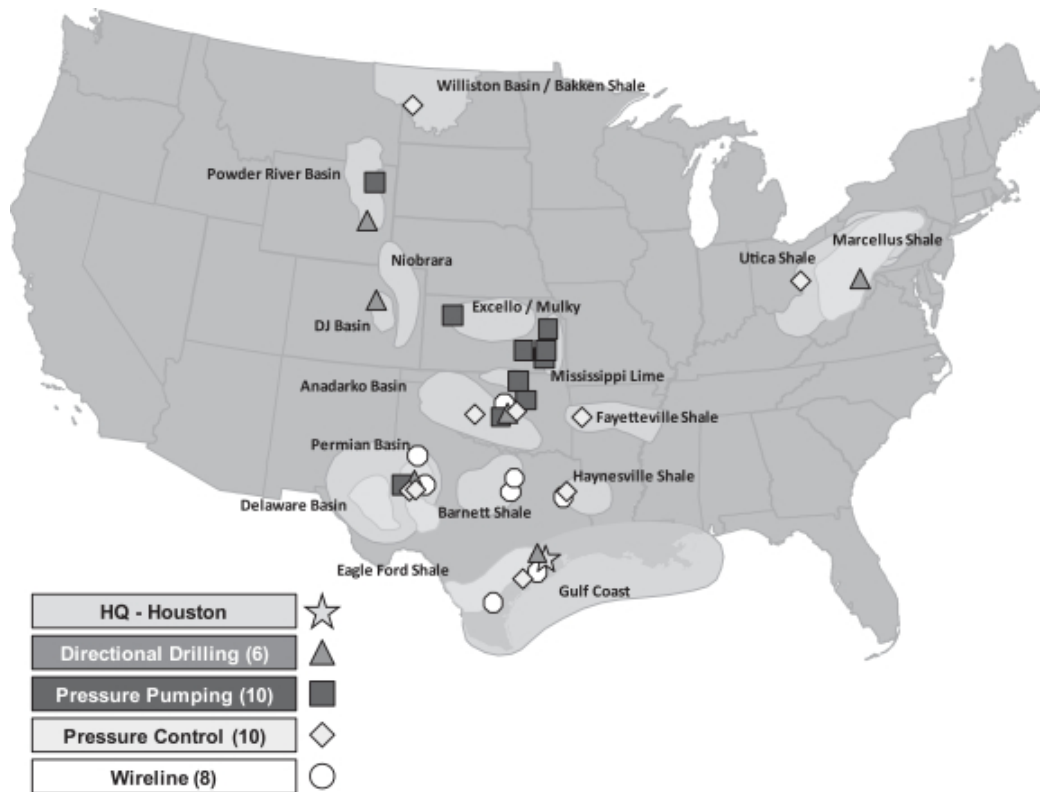 Williston Basin / Bakken Shale
Powder River Basin
Marcellus Shale
Utica Shale
Niobrara
Excello / Mulky
DJ Basin
Mississippi Lime
Anadarko Basin
Fayetteville Shale
Permian Basin
Haynesville Shale
Delaware Basin
Barnett Shale
Eagle Ford Shale
Gulf Coast
HQ - Houston
Directional Drilling (6)
Pressure Pumping (10)
Pressure Control (10)
Wireline (8)